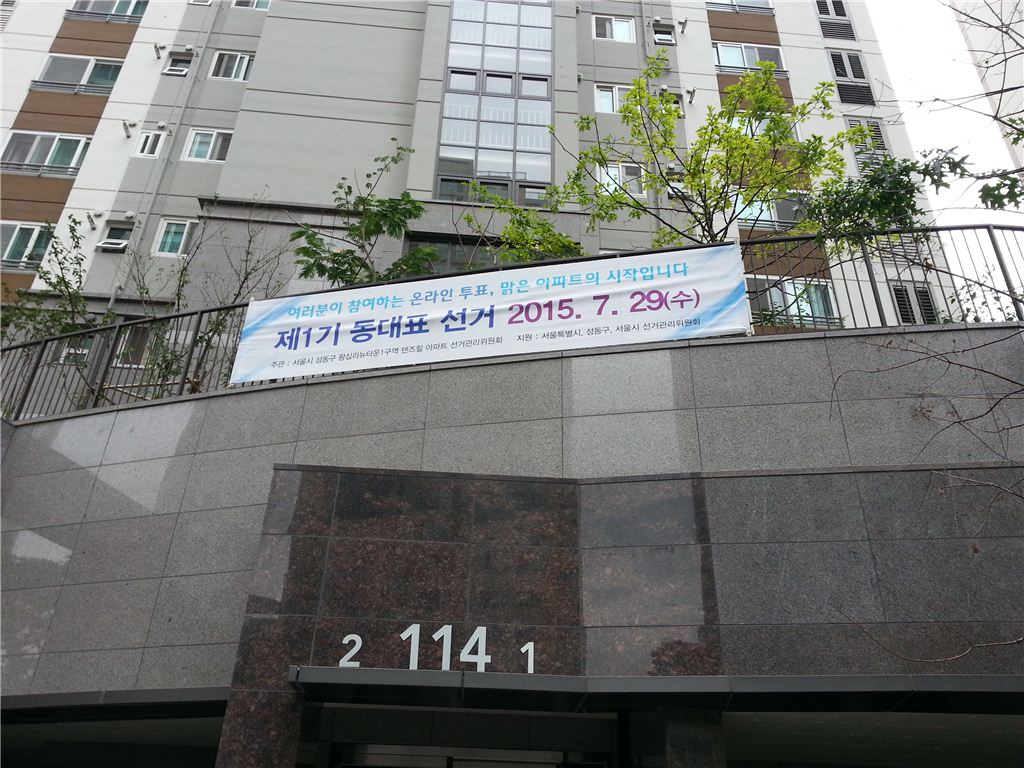 여러분이 참여하는 온라인 투표, 맑은 아파트의 시작입니다
제1기 동대표 선거 2015. 7. 29(수)
주관 : 서울시 성동구 왕십리뉴타운1구역 텐즈힐 아파트 선거관리위원회 지원 : 서울특별시, 성동구, 서울시 선거관리위원회
2 114 1